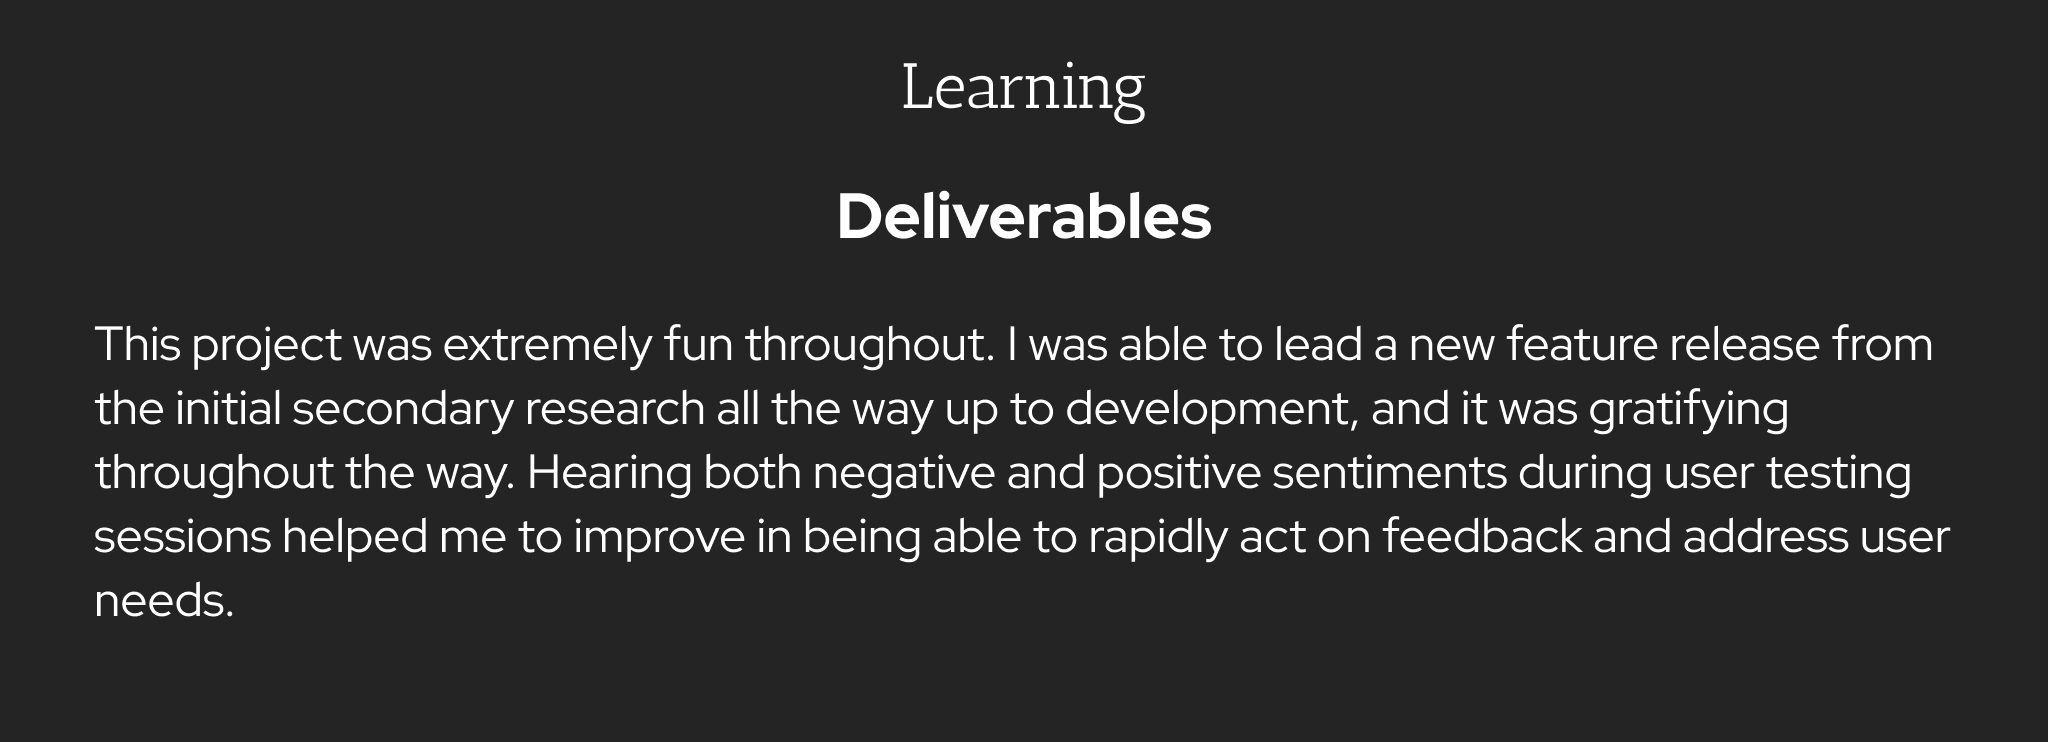 Learning
Deliverables
This project was extremely fun throughout. I was able to lead a new feature release from
the initial secondary research all the way up to development, and it was gratifying
throughout the way. Hearing both negative and positive sentiments during user testing
sessions helped me to improve in being able to rapidly act on feedback and address user
needs.